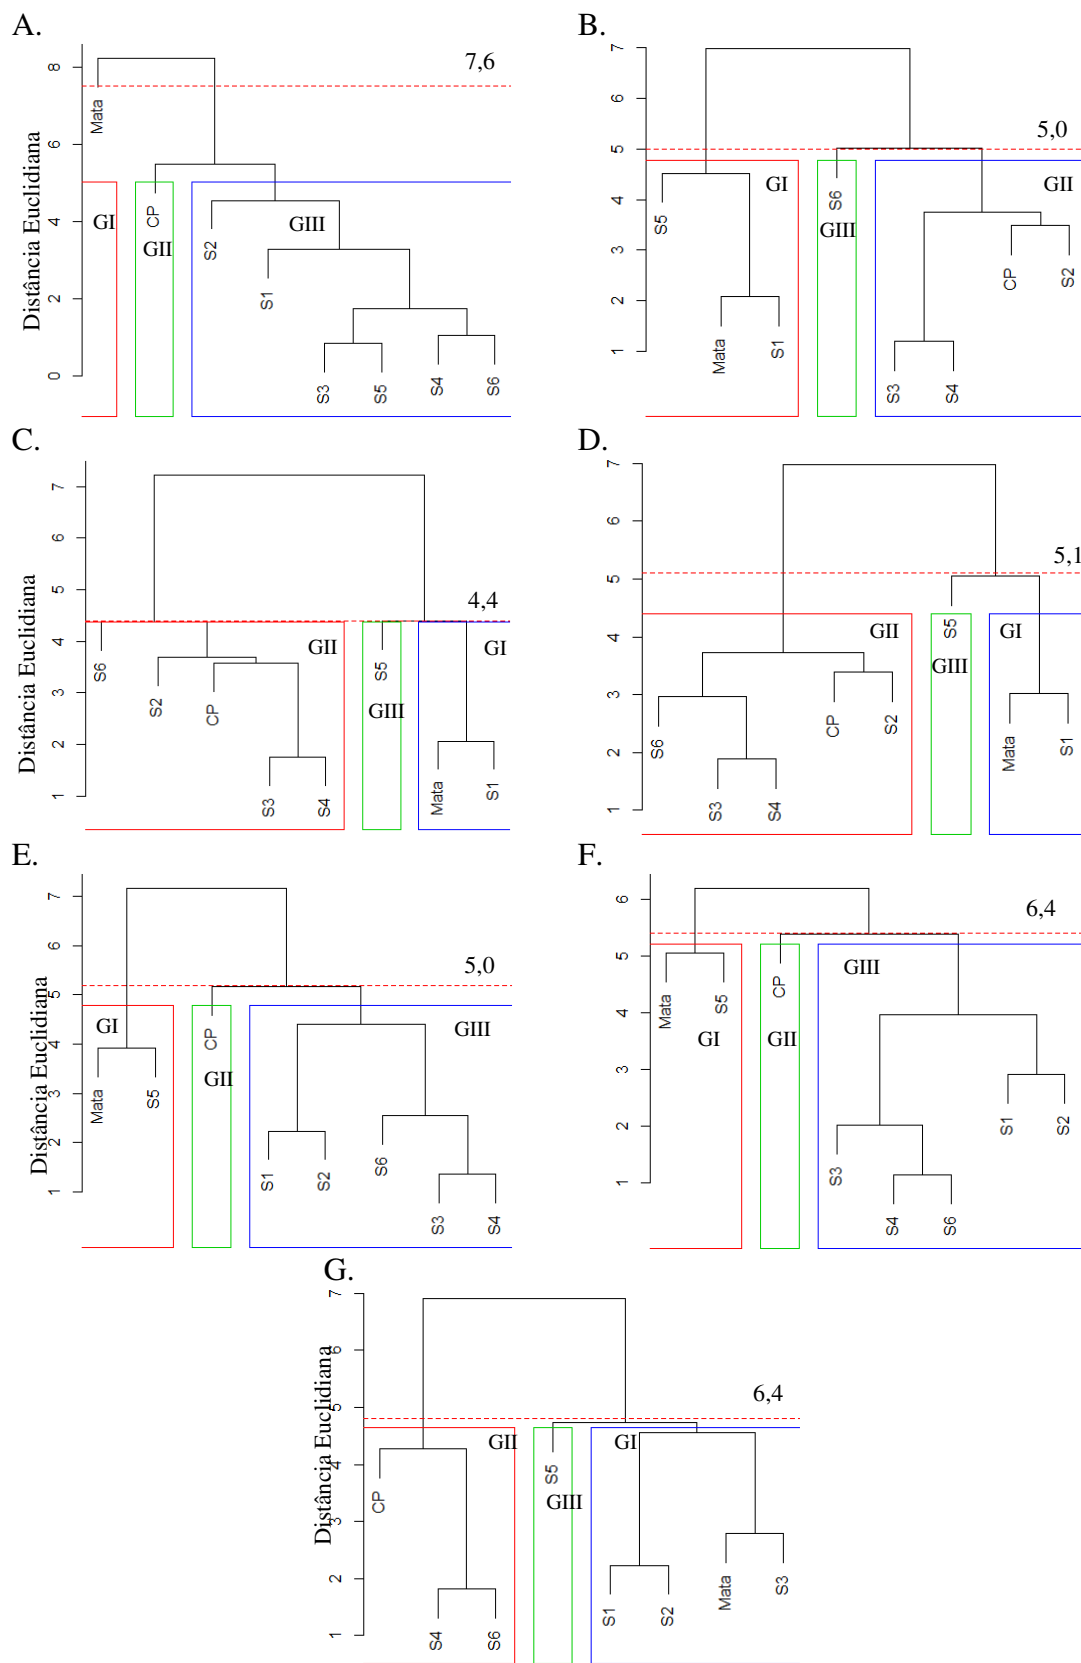 A.
Distância Euclidiana
8
6
4
2
0
7,6
Mata
CP
S2
S1
S3
S5
S4
S6
GI
GII
GIII
B.
7
6
5
4
3
2
1
5,0
S5
Mata
S1
S6
S3
S4
CP
S2
GI
GIII
GII
C.
Distância Euclidiana
7
6
5
4
3
2
1
4,4
S6
S2
CP
S3
S4
S5
Mata
S1
GII
GIII
GI
D.
7
6
5
4
3
2
1
5,1
S6
S3
S4
CP
S2
S5
Mata
S1
GII
GIII
GI
E.
Distância Euclidiana
7
6
5
4
3
2
1
5,0
Mata
S5
CP
S1
S2
S6
S3
S4
GI
GII
GIII
F.
6
5
4
3
2
1
6,4
Mata
S5
CP
S3
S4
S6
S1
S2
GI
GII
GIII
G.
Distância Euclidiana
7
6
5
4
3
2
1
6,4
CP
S4
S6
S5
S1
S2
Mata
S3
GII
GIII
GI